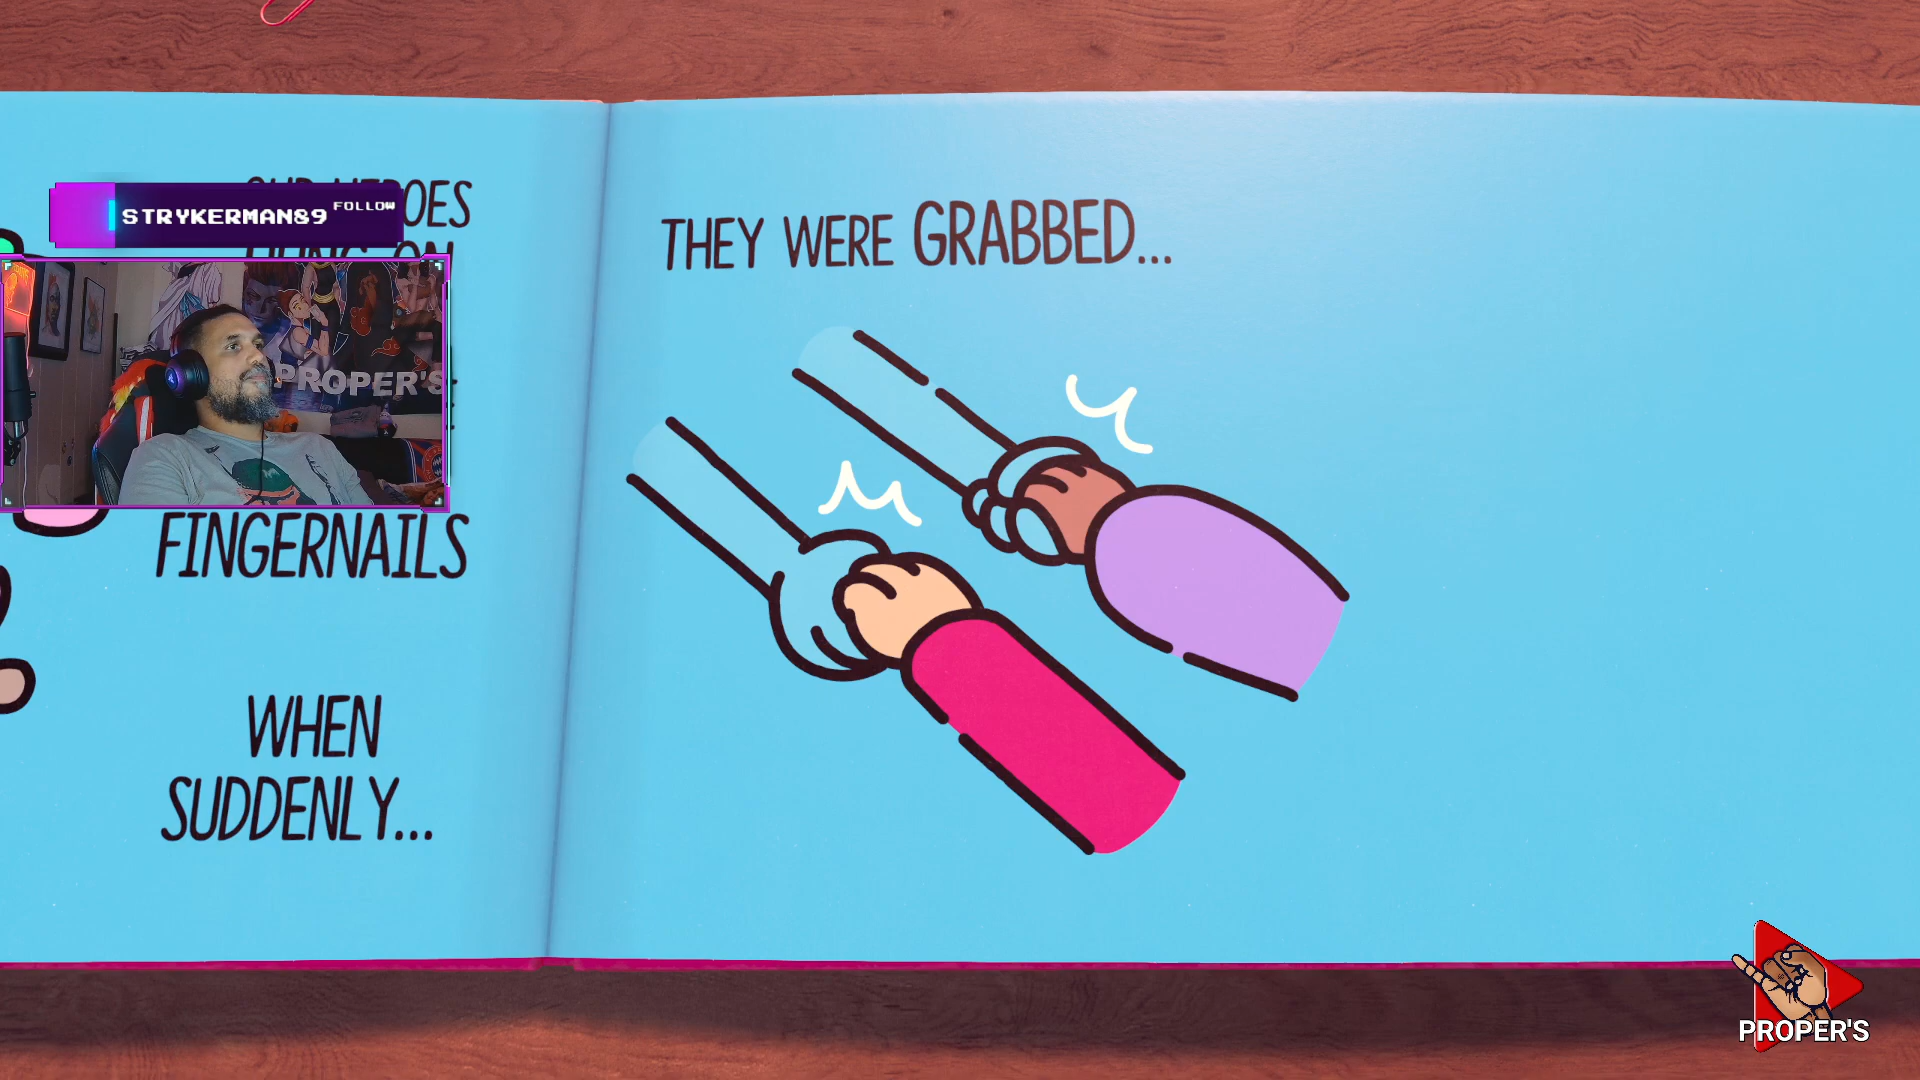 OES
STRYKERMAN89 FOLLOW
FINGERNAILS
WHEN
SUDDENLY...
THEY WERE GRABBED...
PROPER'S
PROPER'S